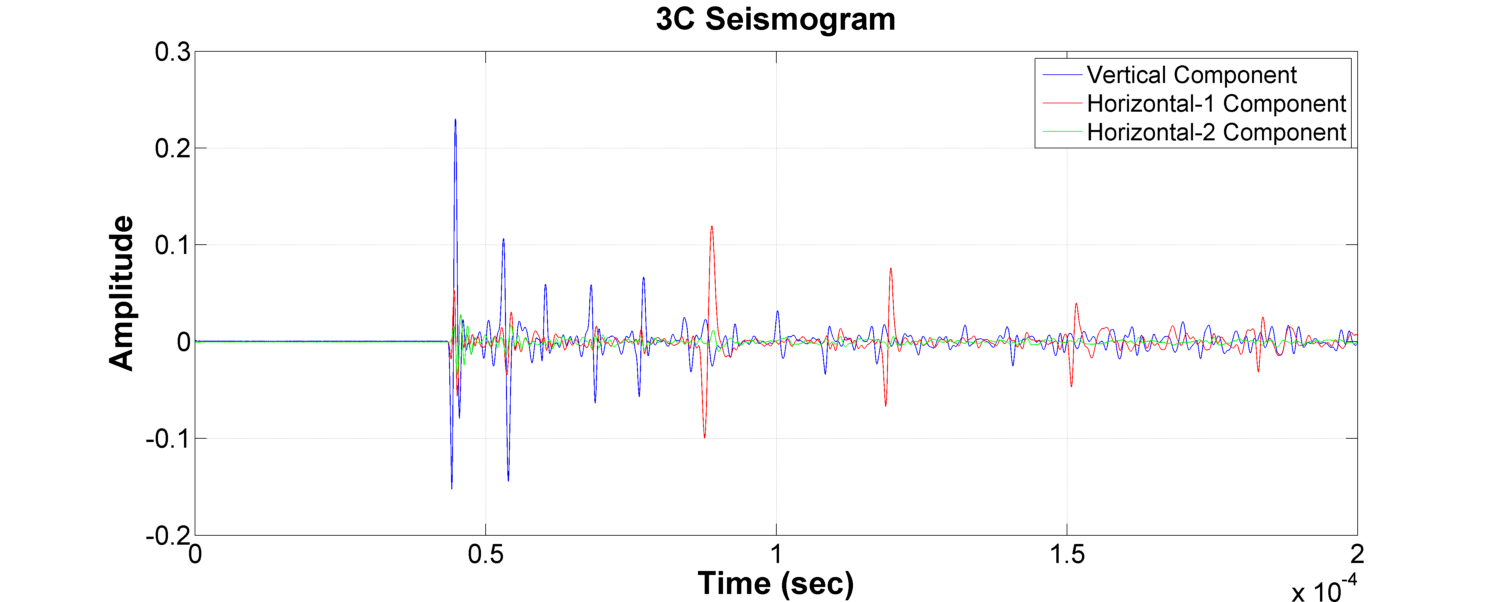 3C Seismogram
Vertical Component
Horizontal-1 Component
Horizontal-2 Component
Amplitude
0.3
0.2
0.1
0
-0.1
-0.2
0
0.5
1
1.5
2
Time (sec)
x 10-4